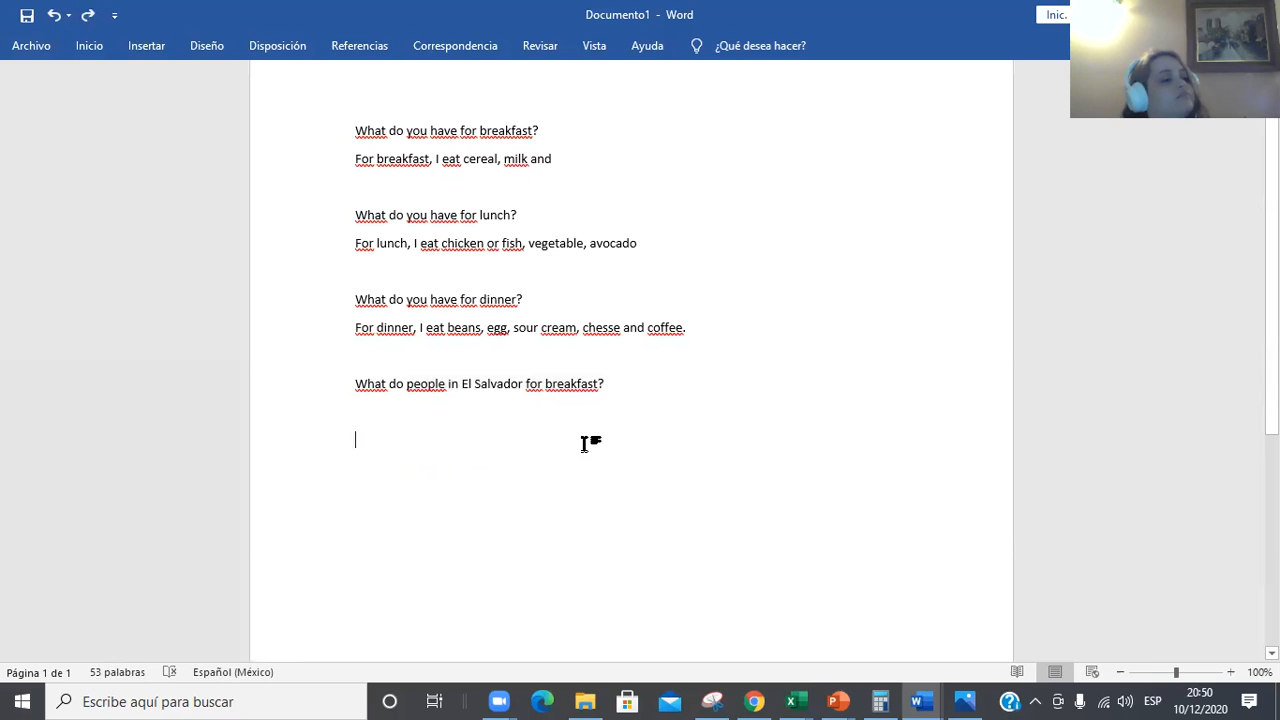 Documento1 - Word
Inic.
Archivo Inicio Insertar Diseño Disposición Referencias Correspondencia Revisar Vista Ayuda ¿Qué desea hacer?
What do you have for breakfast?
For breakfast, I eat cereal, milk and
What do you have for lunch?
For lunch, I eat chicken or fish, vegetable, avocado
What do you have for dinner?
For dinner, I eat beans, egg, sour cream, chesse and coffee.
What do people in El Salvador for breakfast?
Página 1 de 1 53 palabras Español (México) 100%
Escribe aquí para buscar
ESP
20:50
10/12/2020